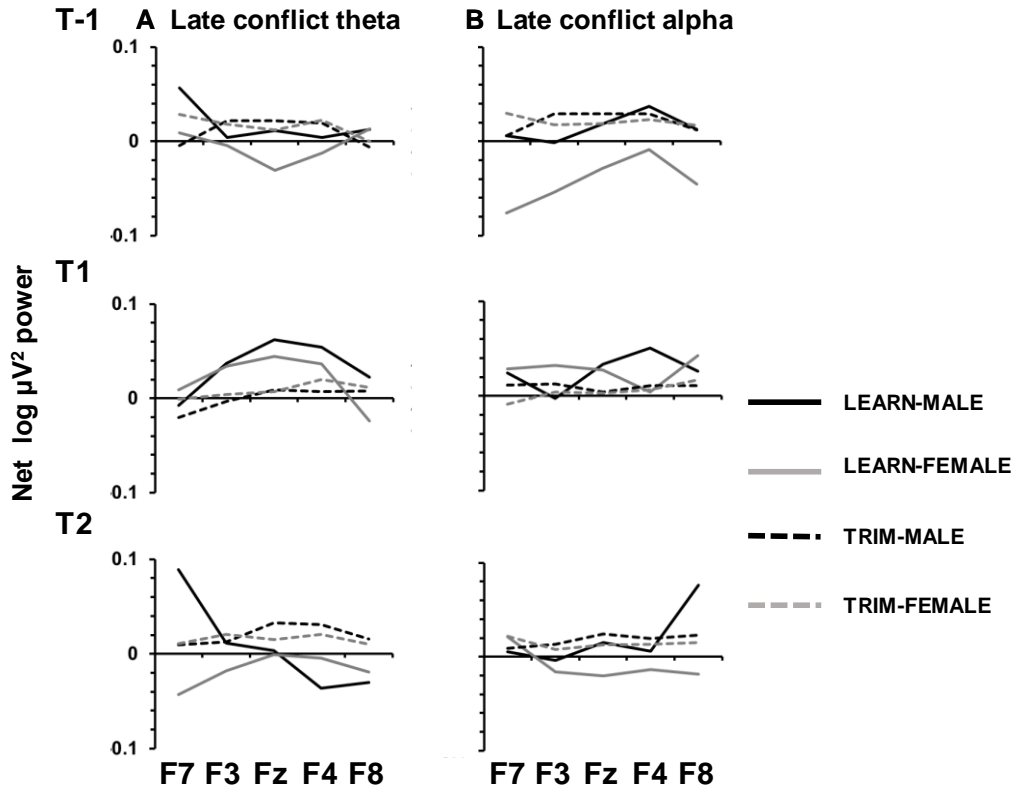 T-1 A Late conflict theta B Late conflict alpha
0.1
0
0.1
T1
0.1
0
0.1
T2
0.1
0
0.1
Net log µV² power
F7 F3 Fz F4 F8
F7 F3 Fz F4 F8
LEARN-MALE
LEARN-FEMALE
TRIM-MALE
TRIM-FEMALE